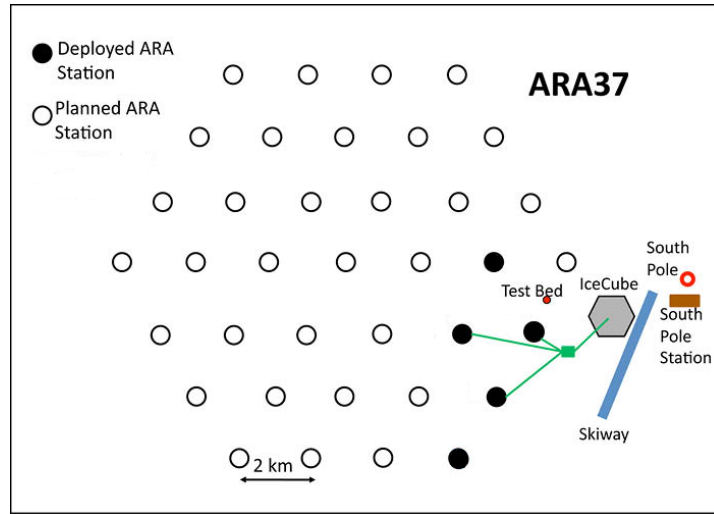 Deployed ARA
Station
Planned ARA
Station
ARA37
South
Pole
Test Bed
IceCube
South
Pole
Station
Skiway
2 km